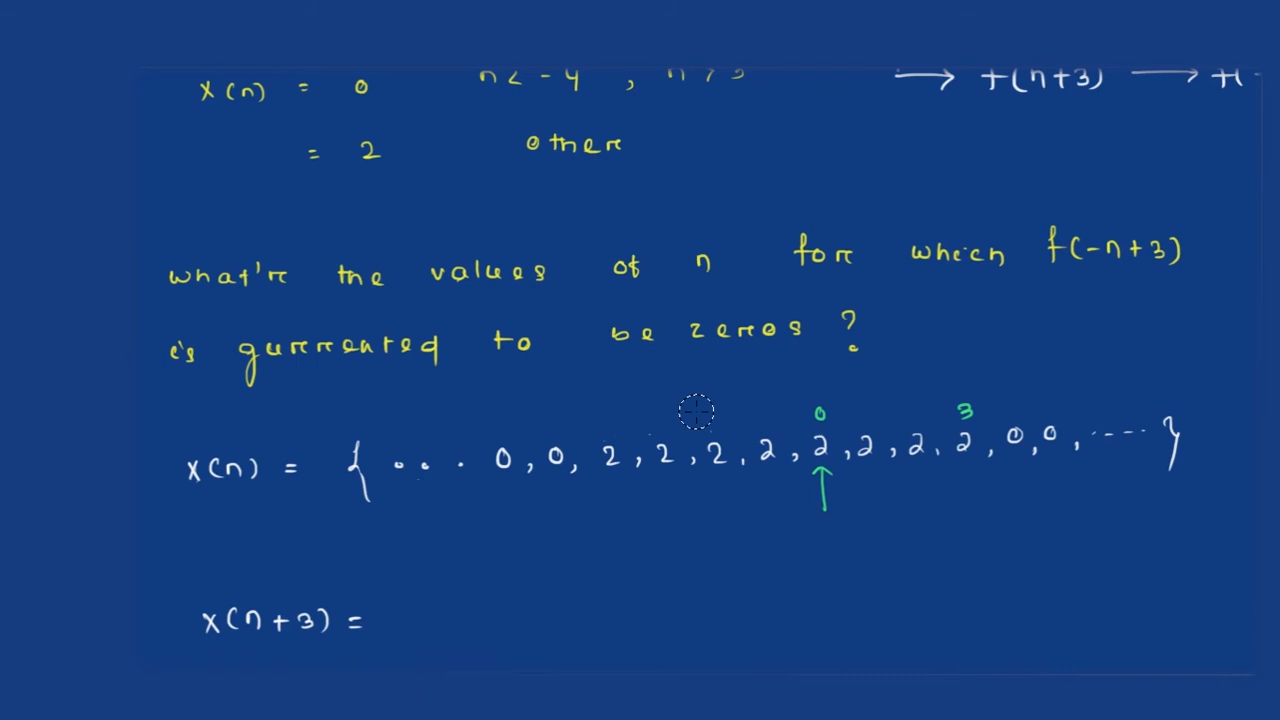 x(n) = 0 n < -4 , n > 3 → f(n+3) → f(-
= 2 other
what're the values of n for which f(-n+3)
is gurrented to be zeros ?
0 3
x(n) = { ... 0, 0, 2, 2, 2, 2, 2, 2, 2, 2, 0, 0, ...... }
↑
x(n+3) =